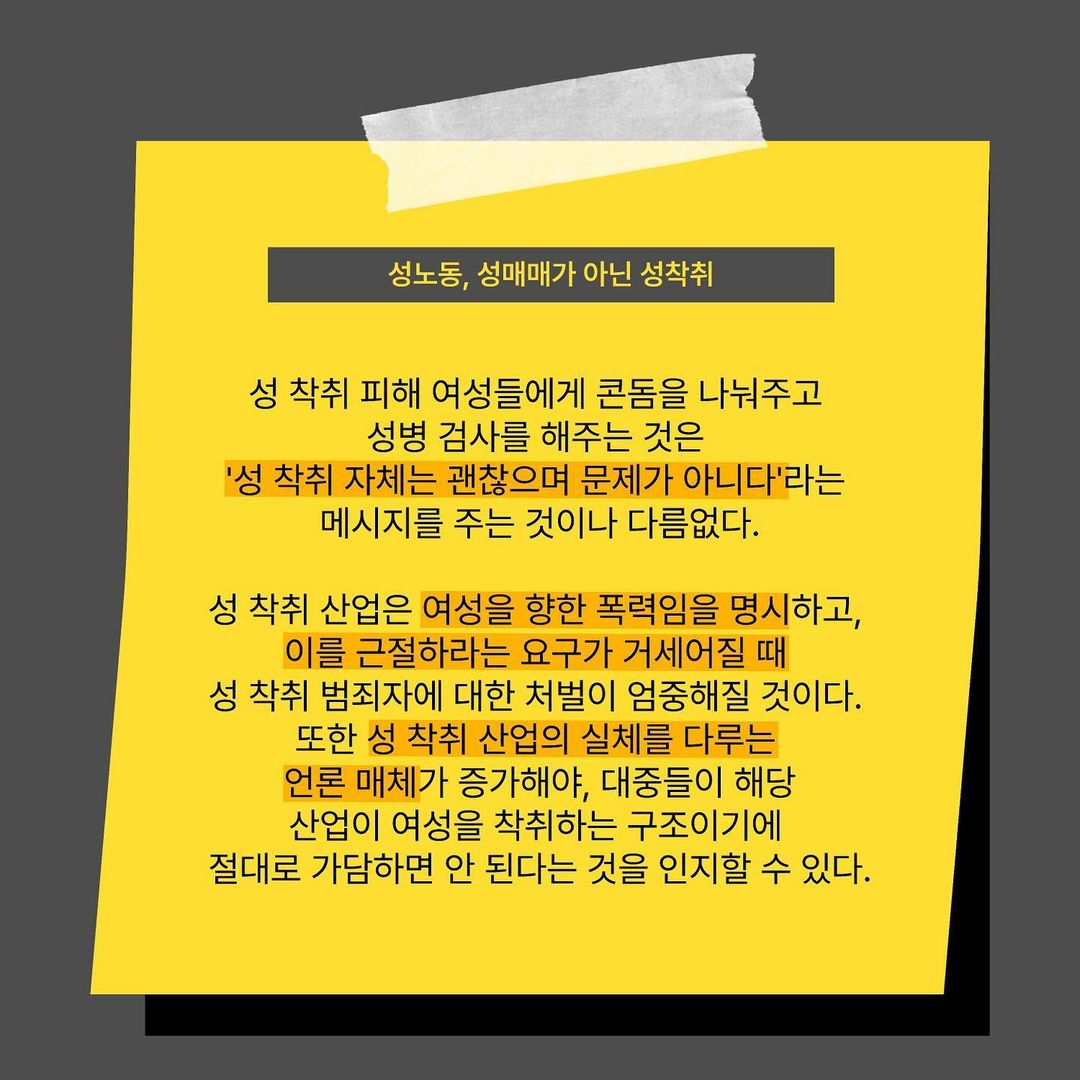 성노동, 성매매가 아닌 성착취
성 착취 피해 여성들에게 콘돔을 나눠주고
성병 검사를 해주는 것은
'성 착취 자체는 괜찮으며 문제가 아니다'라는
메시지를 주는 것이나 다름없다.
성 착취 산업은 여성을 향한 폭력임을 명시하고,
이를 근절하라는 요구가 거세어질 때
성 착취 범죄자에 대한 처벌이 엄중해질 것이다.
또한 성 착취 산업의 실체를 다루는
언론 매체가 증가해야, 대중들이 해당
산업이 여성을 착취하는 구조이기에
절대로 가담하면 안 된다는 것을 인지할 수 있다.